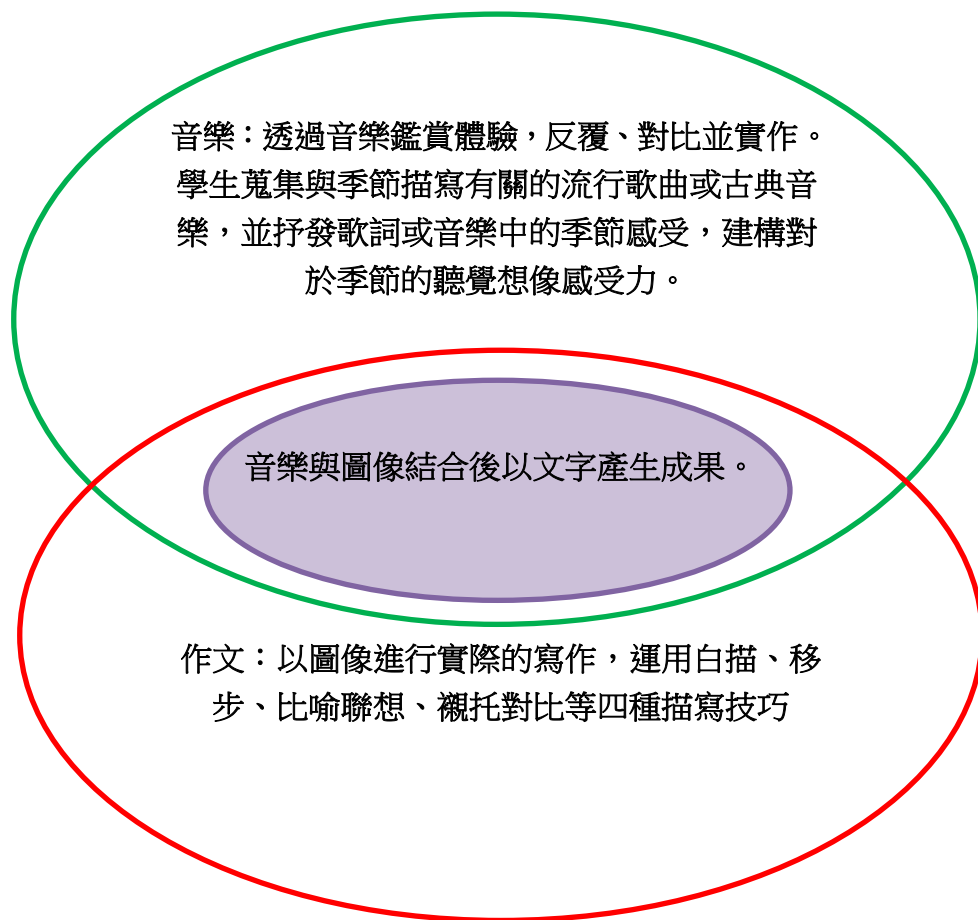 音樂：透過音樂鑑賞體驗，反覆、對比並實作。
學生蒐集與季節描寫有關的流行歌曲或古典音
樂，並抒發歌詞或音樂中的季節感受，建構對
於季節的聽覺想像感受力。
音樂與圖像結合後以文字產生成果。
作文：以圖像進行實際的寫作，運用白描、移
步、比喻聯想、襯托對比等四種描寫技巧